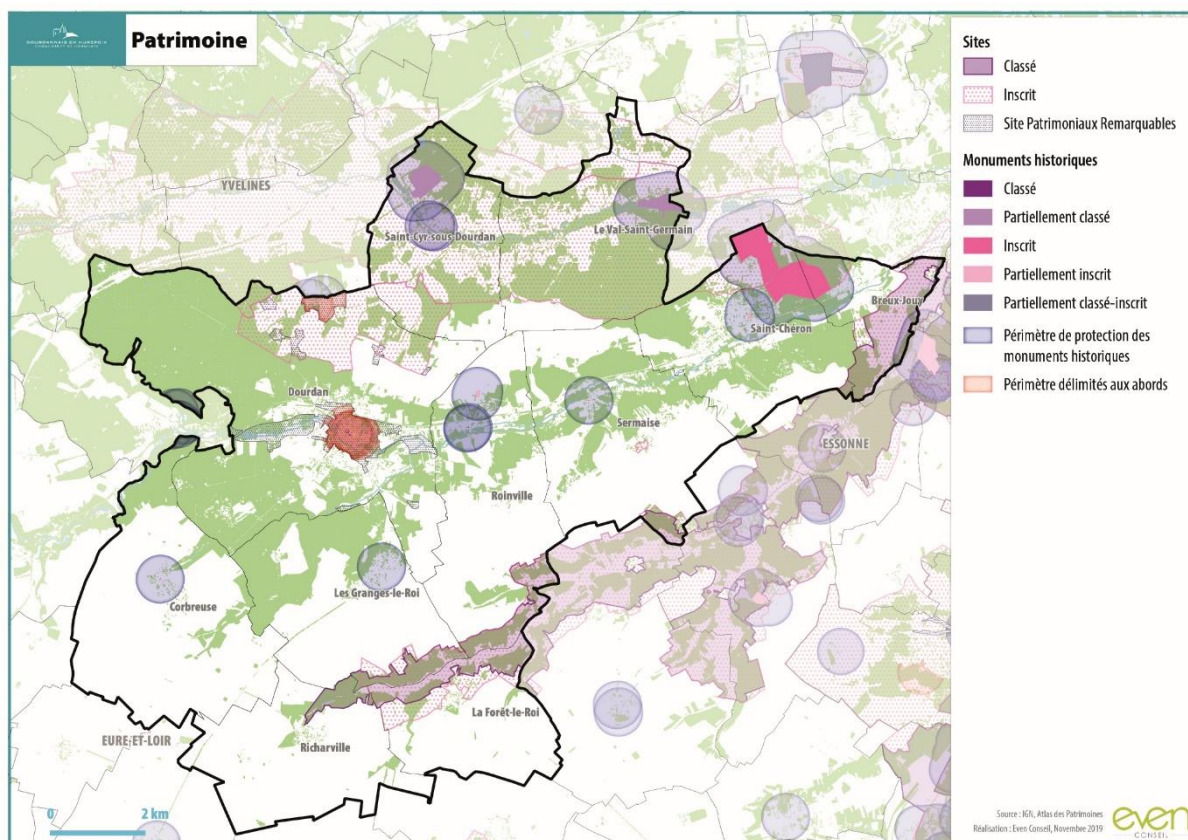 DOURDANNAIS EN HUREPOIX
Patrimoine
YVELINES
Saint-Cyr-sous-Dourdan
Le Val-Saint-Germain
Breux-Jouy
Saint-Chéron
Dourdan
Sermaise
ESSONNE
Roinville
Les Granges-le-Roi
Corbreuse
La Forêt-le-Roi
EURE-ET-LOIR
Richarville
0 2 km
Sites
Classé
Inscrit
Site Patrimoniaux Remarquables
Monuments historiques
Classé
Partiellement classé
Inscrit
Partiellement inscrit
Partiellement classé-inscrit
Périmètre de protection des
monuments historiques
Périmètre délimités aux abords
Source : IGN, Atlas des Patrimoines
Réalisation : Even Conseil, Novembre 2019
even
CONSEIL